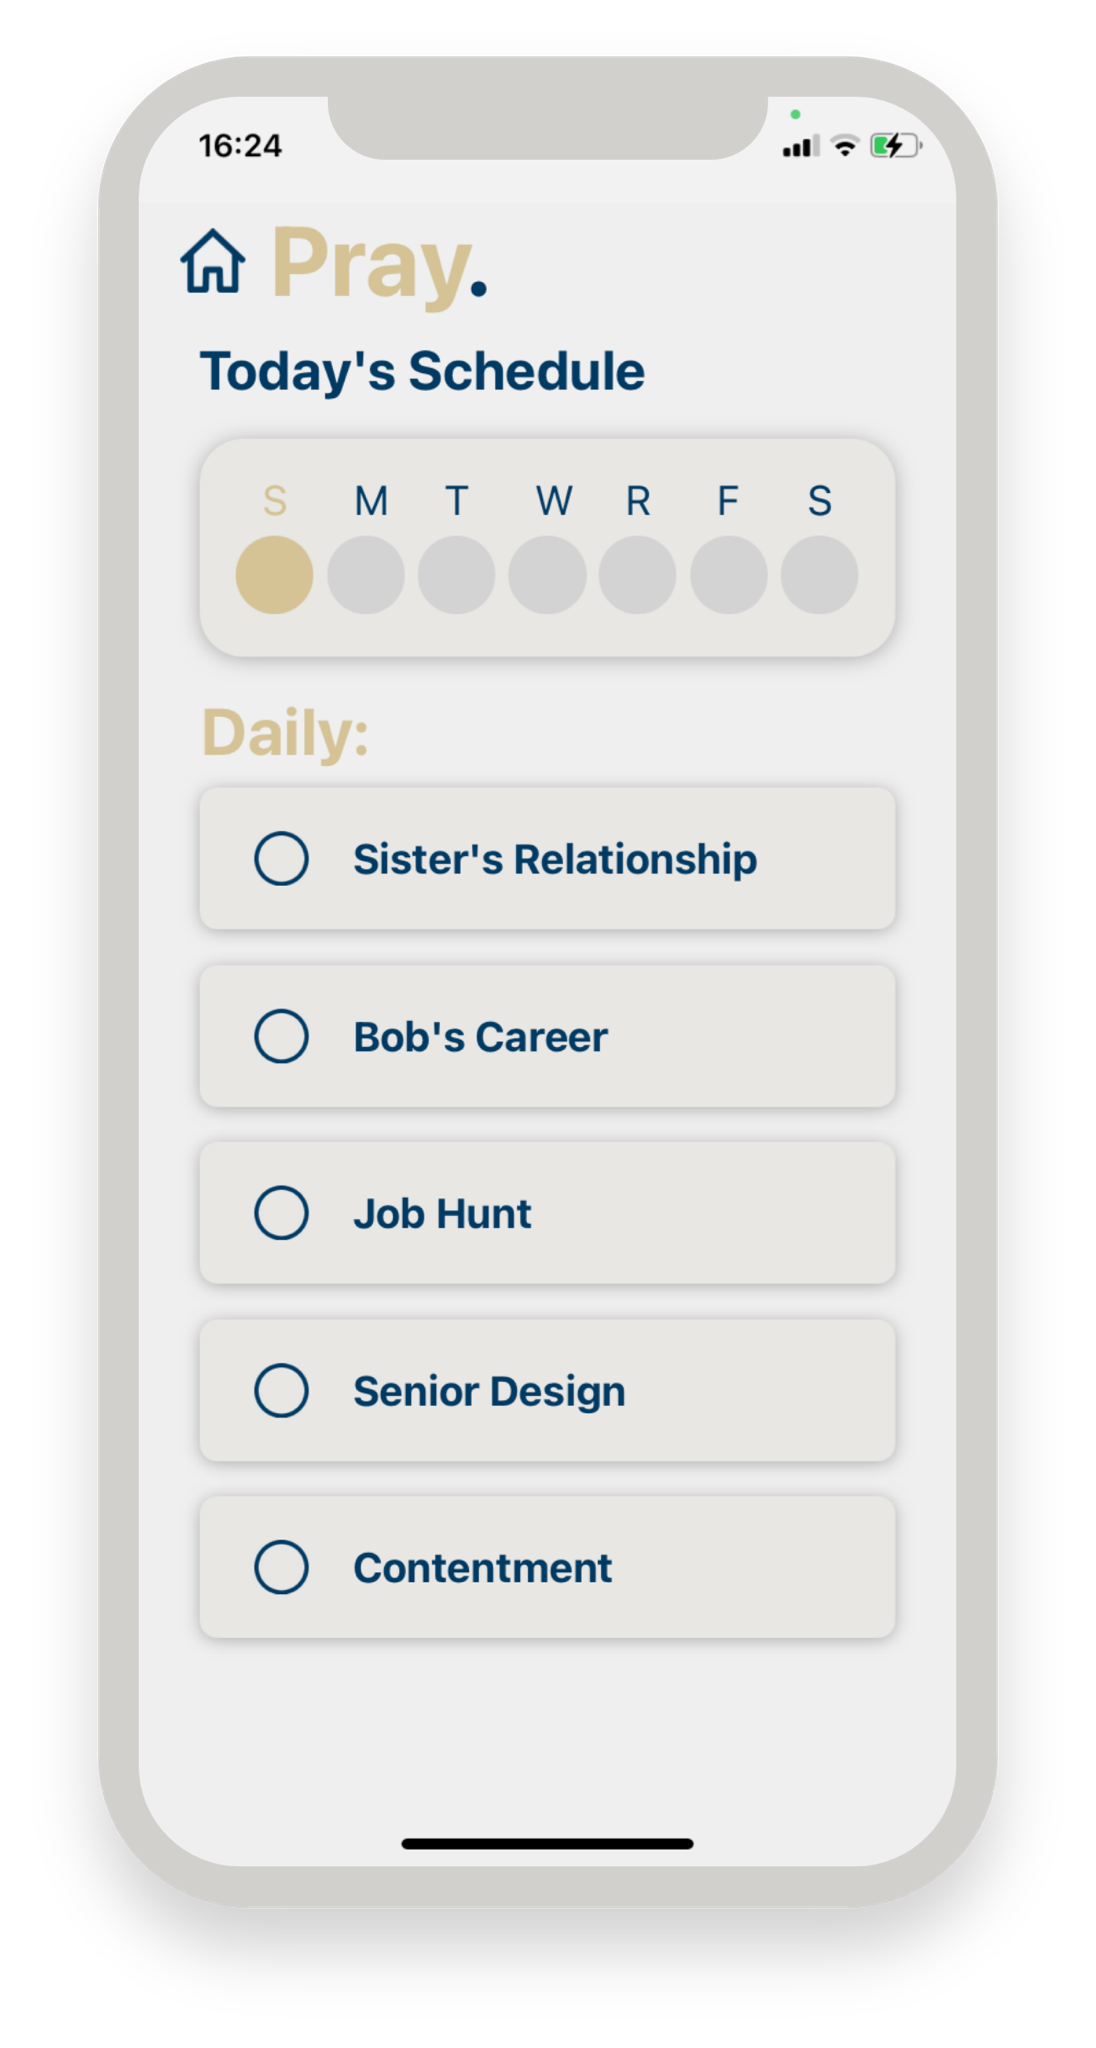 16:24
Pray.
Today's Schedule
S M T W R F S
Daily:
Sister's Relationship
Bob's Career
Job Hunt
Senior Design
Contentment